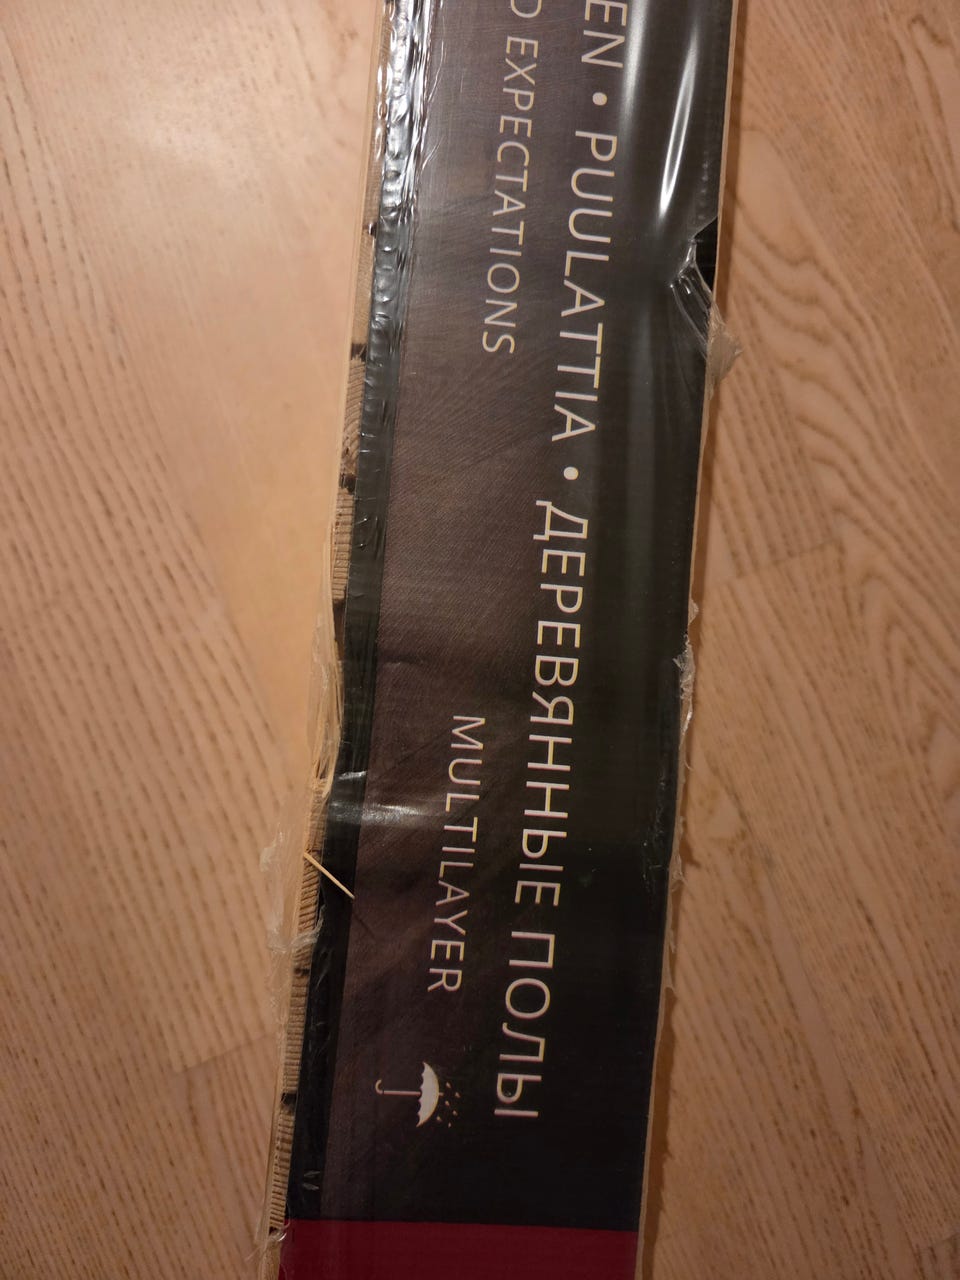 EN • PUULATTIA • ДЕРЕВЯННЫЕ ПОЛЫ
D EXPECTATIONS
MULTILAYER